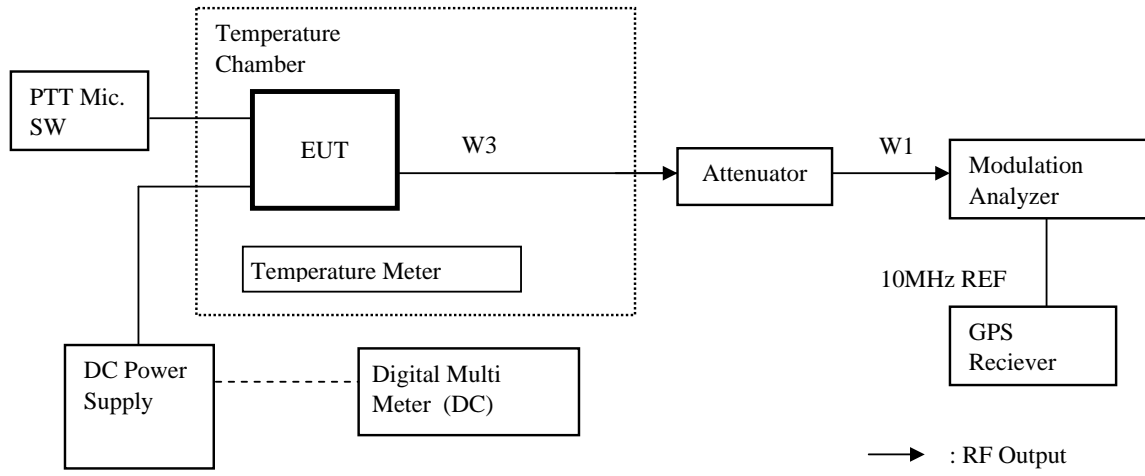 Temperature
Chamber
PTT Mic.
SW
EUT
W3
Attenuator
W1
Modulation
Analyzer
Temperature Meter
10MHz REF
GPS
Reciever
DC Power
Supply
Digital Multi
Meter (DC)
: RF Output